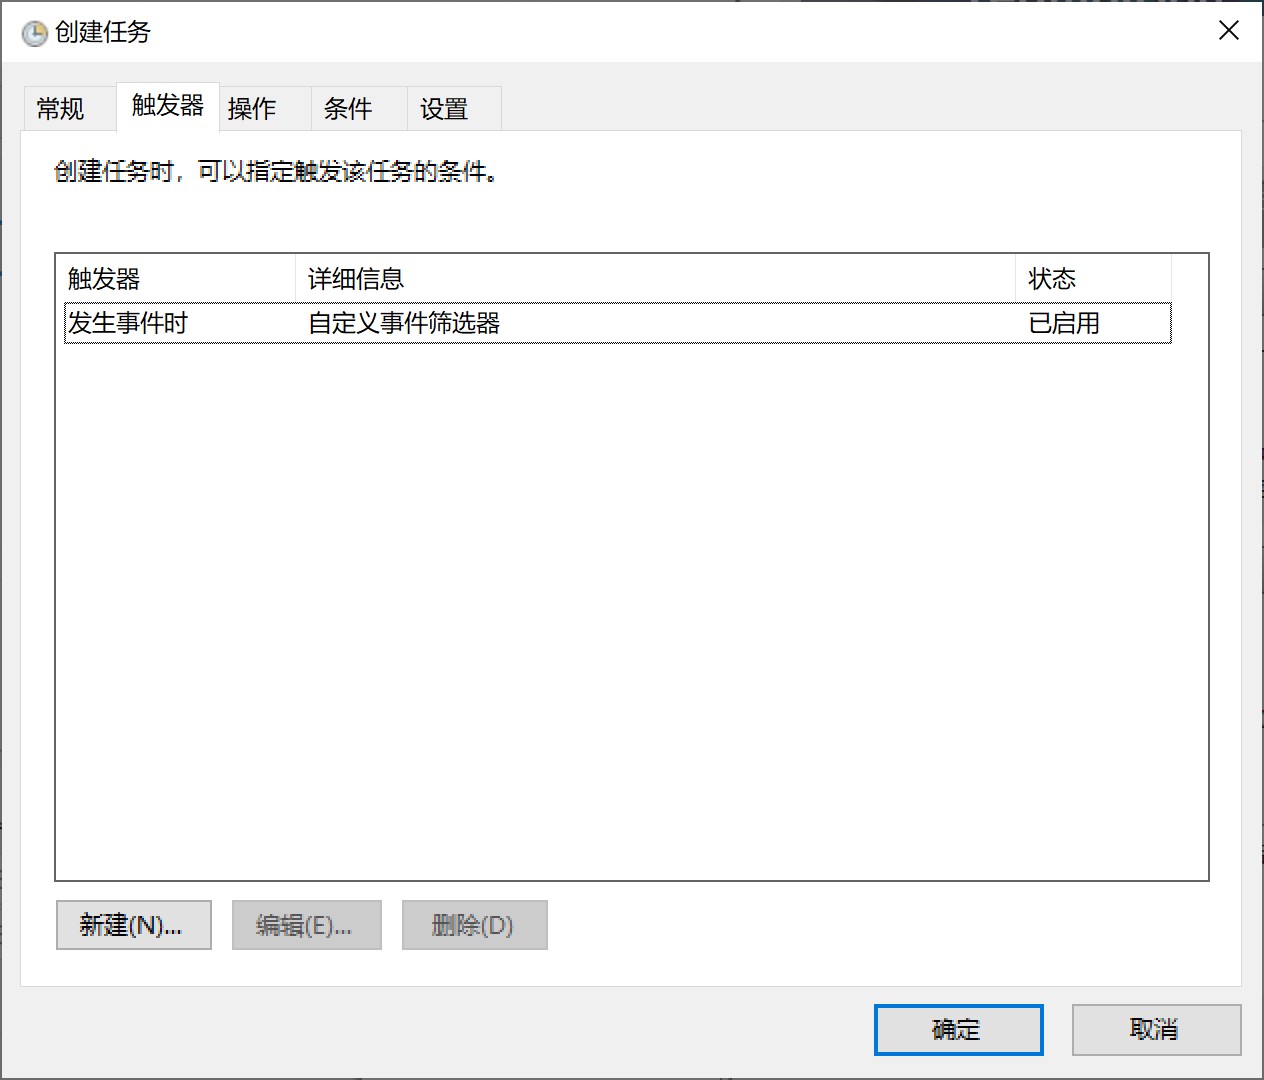 创建任务
常规 触发器 操作 条件 设置
创建任务时，可以指定触发该任务的条件。
触发器 详细信息 状态
发生事件时 自定义事件筛选器 已启用
新建(N)... 编辑(E)... 删除(D)
确定 取消